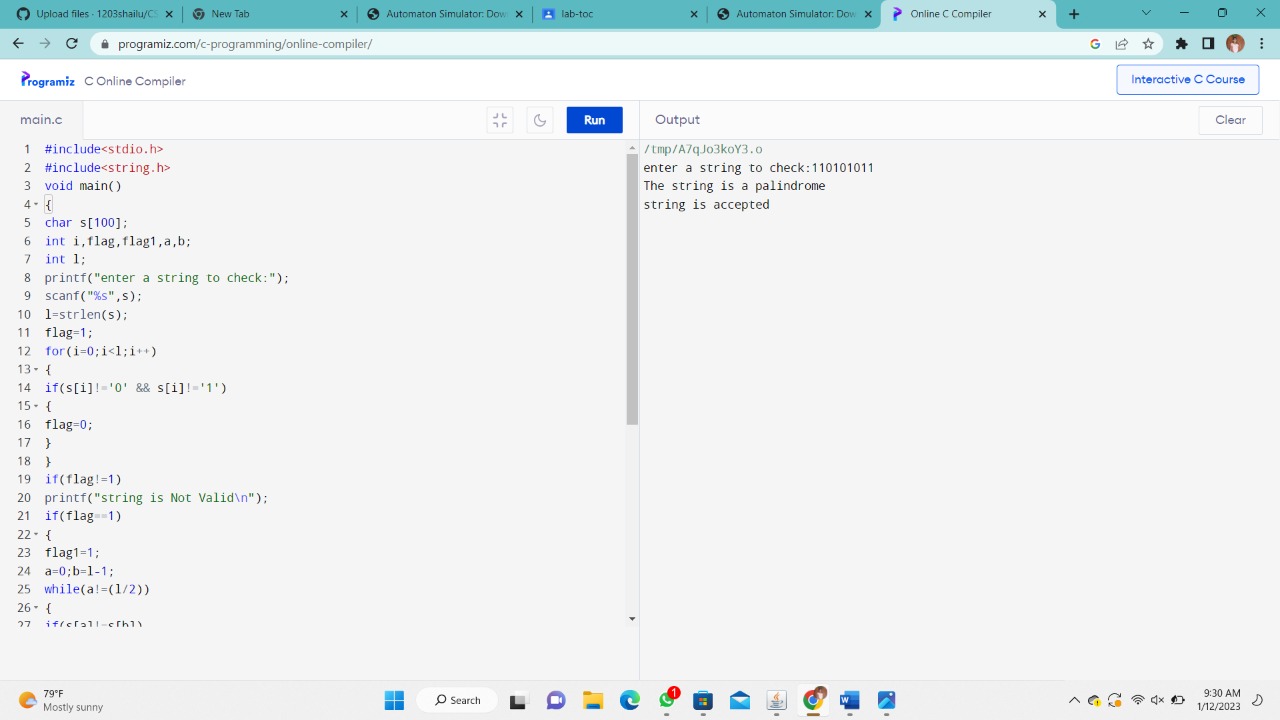 Upload files · 1203shailu/CS
New Tab
Automaton Simulator: Dow
lab-toc
Automaton Simulator: Dow
Online C Compiler
programiz.com/c-programming/online-compiler/
Programiz C Online Compiler
Interactive C Course
main.c
Run
Output
Clear
1 #include<stdio.h>
2 #include<string.h>
3 void main()
4 {
5 char s[100];
6 int i,flag,flag1,a,b;
7 int l;
8 printf("enter a string to check:");
9 scanf("%s",s);
10 l=strlen(s);
11 flag=1;
12 for(i=0;i<l;i++)
13 {
14 if(s[i]!='0' && s[i]!='1')
15 {
16 flag=0;
17 }
18 }
19 if(flag!=1)
20 printf("string is Not Valid\n");
21 if(flag==1)
22 {
23 flag1=1;
24 a=0;b=l-1;
25 while(a!=(l/2))
26 {
27 if(s[a]!=s[b])
/tmp/A7qJo3koY3.o
enter a string to check:110101011
The string is a palindrome
string is accepted
79°F
Mostly sunny
Search
1
9:30 AM
1/12/2023